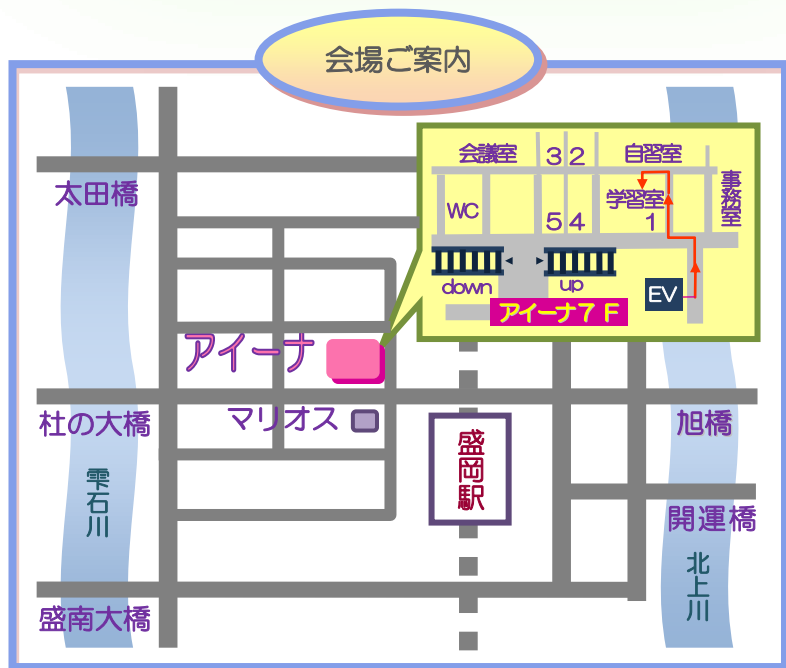 会場ご案内
太田橋
会議室
3 2
自習室
WC
5 4
学習室
1
事務室
down
up
EV
アイーナ7 F
アイーナ
杜の大橋
マリオス
旭橋
盛岡駅
雫石川
開運橋
北上川
盛南大橋